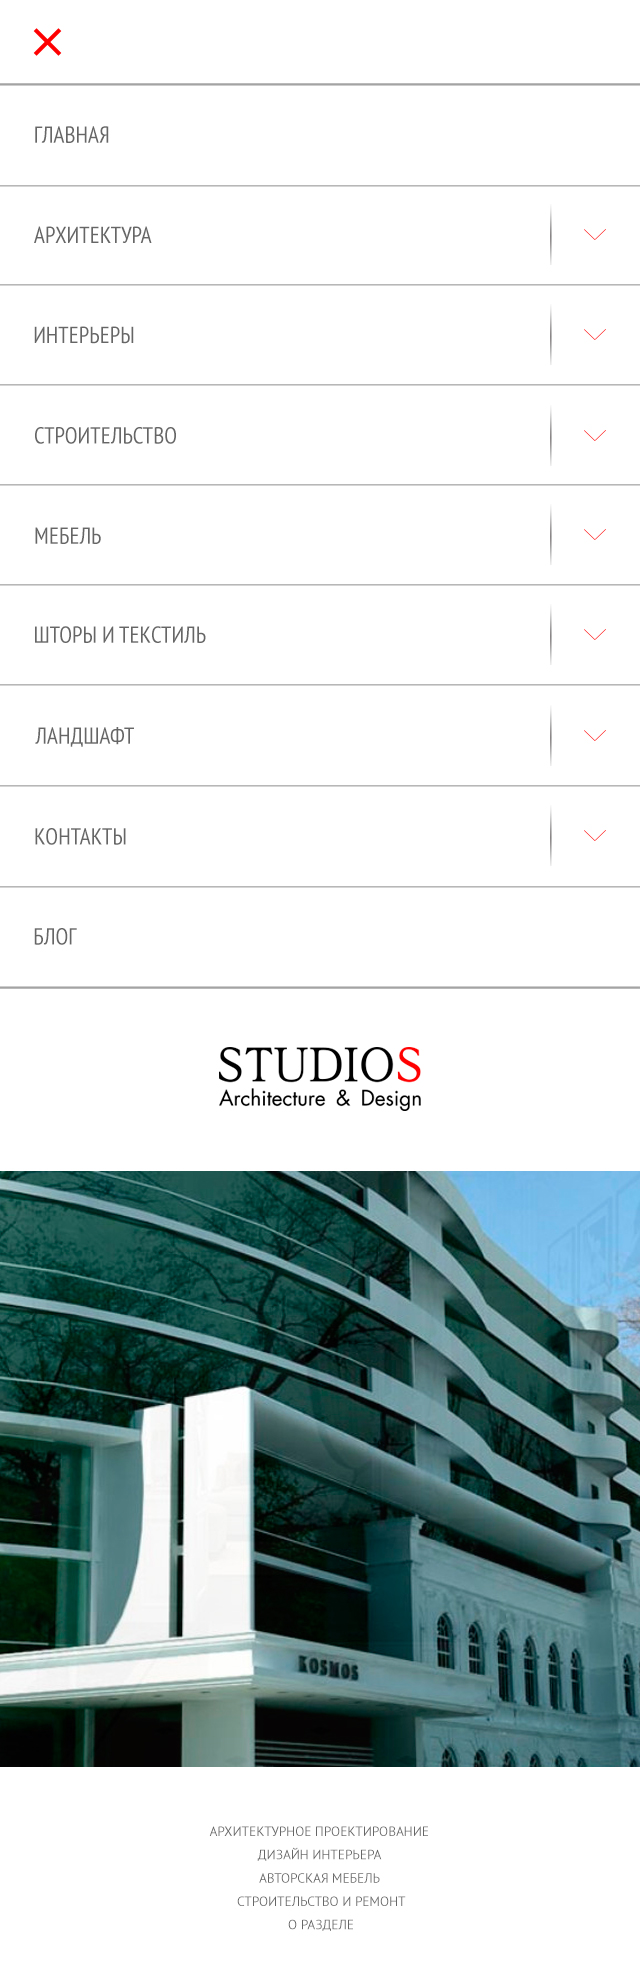 ГЛАВНАЯ
АРХИТЕКТУРА
ИНТЕРЬЕРЫ
СТРОИТЕЛЬСТВО
МЕБЕЛЬ
ШТОРЫ И ТЕКСТИЛЬ
ЛАНДШАФТ
КОНТАКТЫ
БЛОГ
STUDIOS
Architecture & Design
KOSMOS
АРХИТЕКТУРНОЕ ПРОЕКТИРОВАНИЕ
ДИЗАЙН ИНТЕРЬЕРА
АВТОРСКАЯ МЕБЕЛЬ
СТРОИТЕЛЬСТВО И РЕМОНТ
О РАЗДЕЛЕ